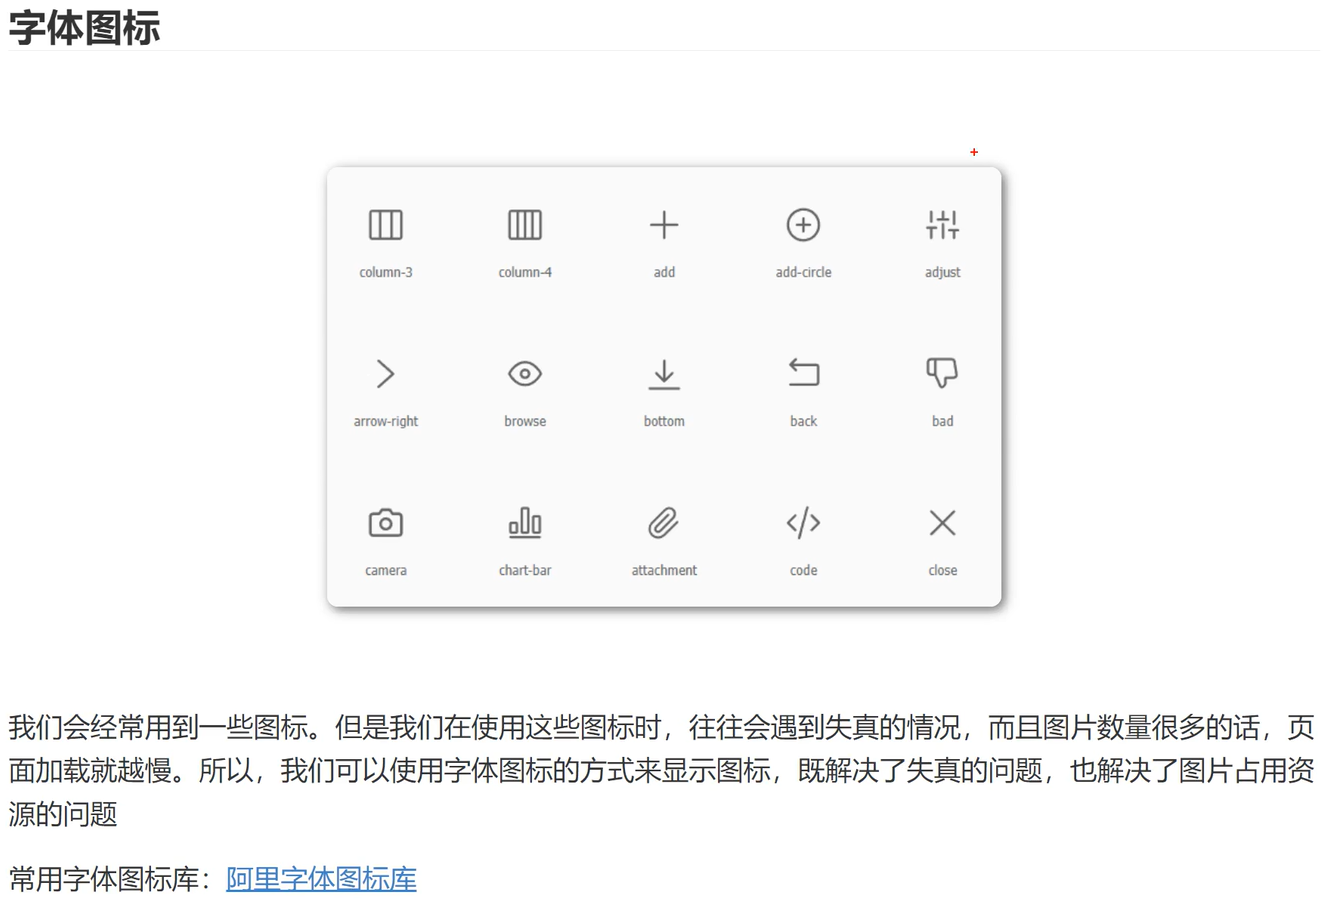 字体图标
column-3 column-4 add add-circle adjust
arrow-right browse bottom back bad
camera chart-bar attachment code close
我们会经常用到一些图标。但是我们在使用这些图标时，往往会遇到失真的情况，而且图片数量很多的话，页
面加载就越慢。所以，我们可以使用字体图标的方式来显示图标，既解决了失真的问题，也解决了图片占用资
源的问题
常用字体图标库：阿里字体图标库